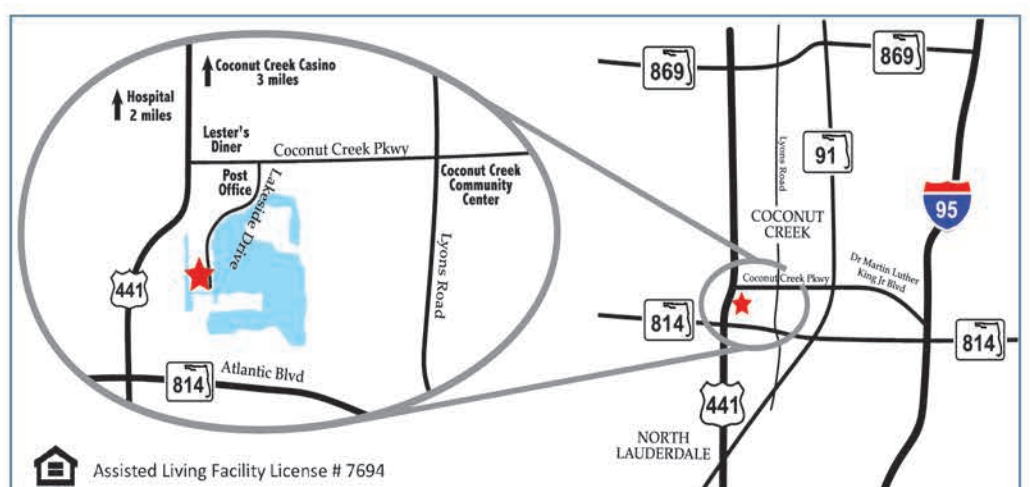 Coconut Creek Casino
3 miles
Hospital
2 miles
Lester's
Diner
Coconut Creek Pkwy
Post
Office
Lakeside Drive
Coconut Creek
Community
Center
Lyons Road
441
814
Atlantic Blvd
Assisted Living Facility License # 7694
869
869
Lyons Road
91
95
COCONUT
CREEK
Dr Martin Luther
King Jr Blvd
Coconut Creek Pkwy
814
814
441
NORTH
LAUDERDALE